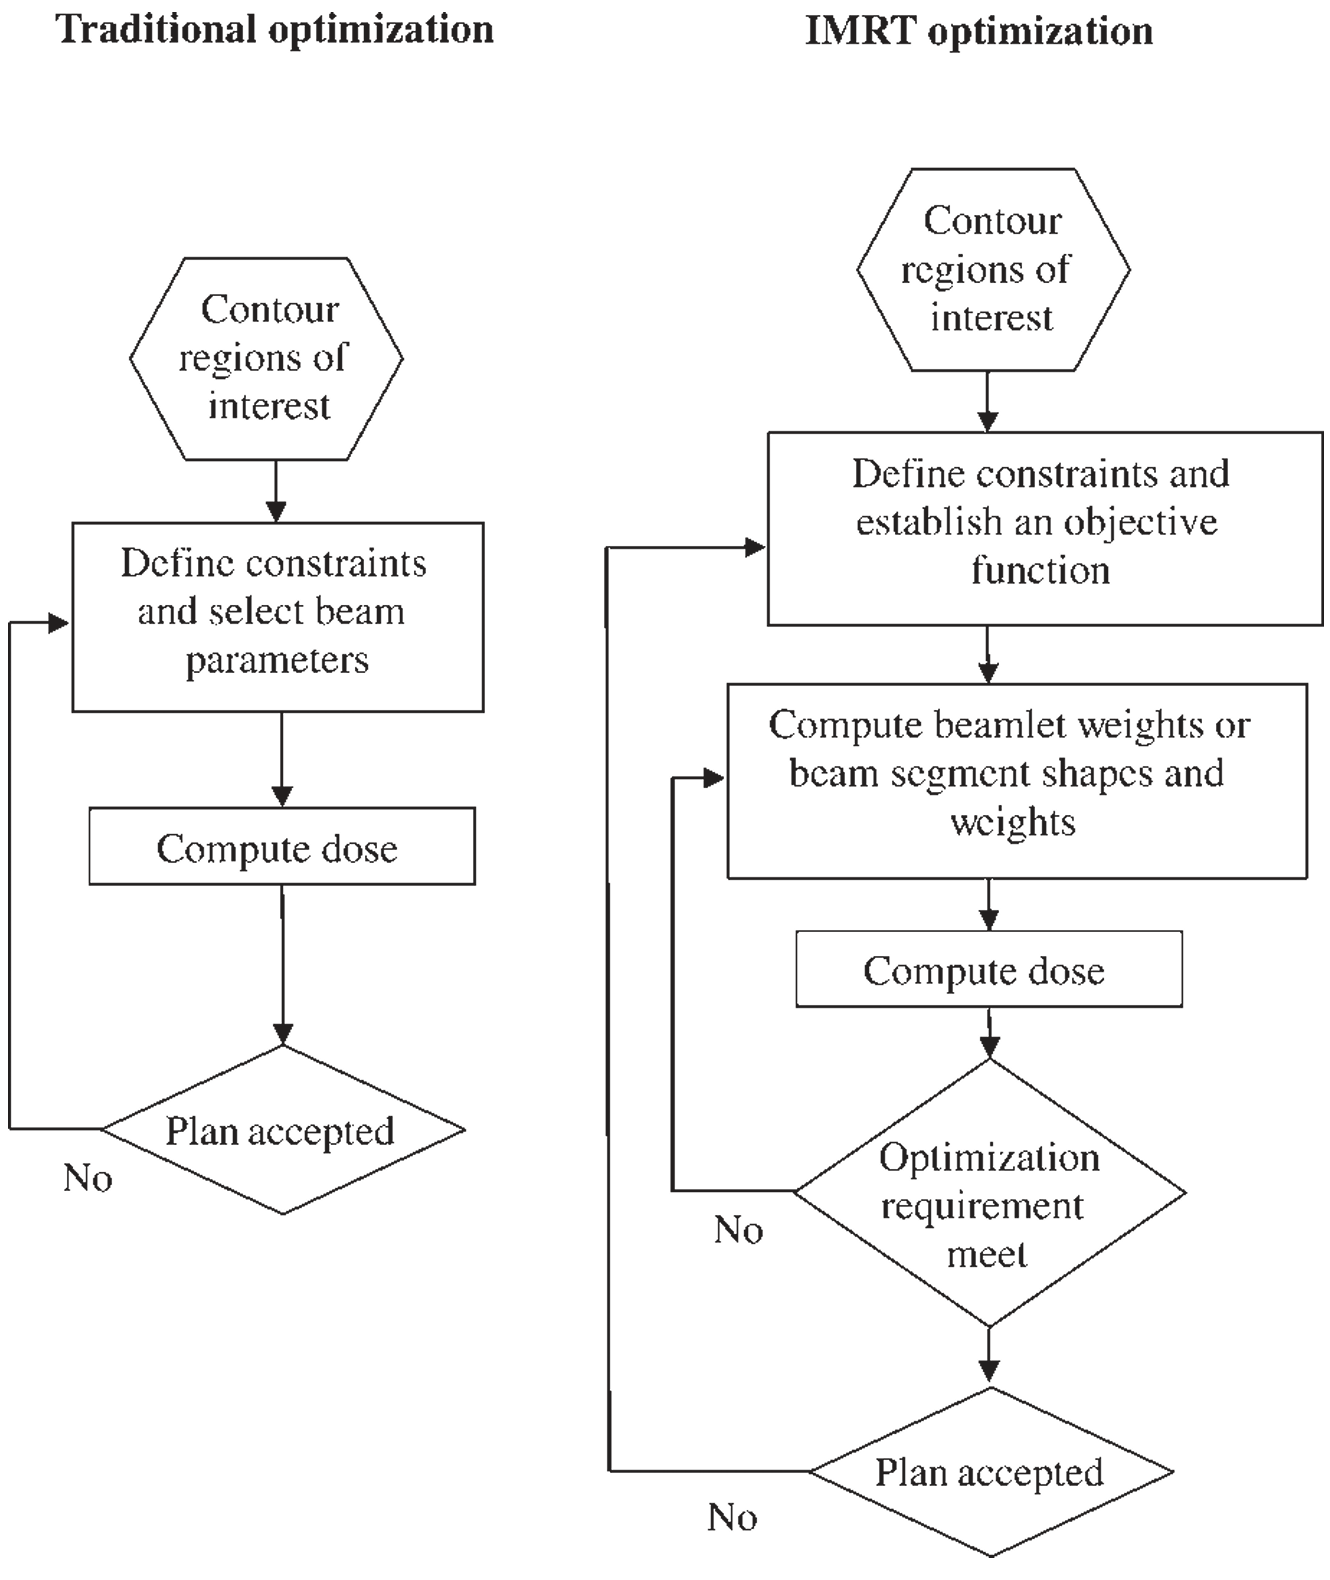 Traditional optimization
Contour
regions of
interest
Define constraints
and select beam
parameters
Compute dose
Plan accepted
No
IMRT optimization
Contour
regions of
interest
Define constraints and
establish an objective
function
Compute beamlet weights or
beam segment shapes and
weights
Compute dose
Optimization
requirement
meet
No
Plan accepted
No